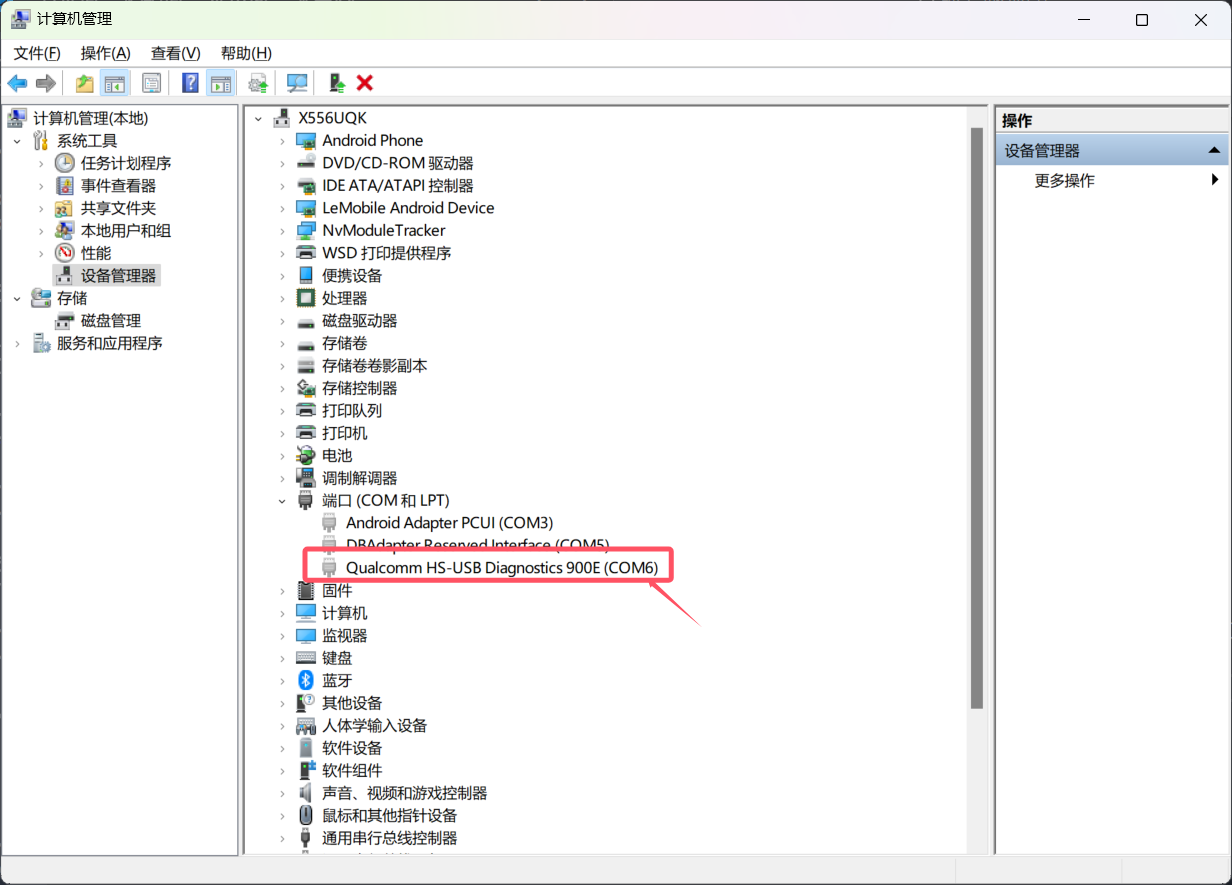 计算机管理
文件(F) 操作(A) 查看(V) 帮助(H)
计算机管理(本地)
系统工具
任务计划程序
事件查看器
共享文件夹
本地用户和组
性能
设备管理器
存储
磁盘管理
服务和应用程序
X556UQK
Android Phone
DVD/CD-ROM 驱动器
IDE ATA/ATAPI 控制器
LeMobile Android Device
NvModuleTracker
WSD 打印提供程序
便携设备
处理器
磁盘驱动器
存储卷
存储卷卷影副本
存储控制器
打印队列
打印机
电池
调制解调器
端口 (COM 和 LPT)
Android Adapter PCUI (COM3)
DBAdapter Reserved Interface (COM5)
Qualcomm HS-USB Diagnostics 900E (COM6)
固件
计算机
监视器
键盘
蓝牙
其他设备
人体学输入设备
软件设备
软件组件
声音、视频和游戏控制器
鼠标和其他指针设备
通用串行总线控制器
操作
设备管理器
更多操作